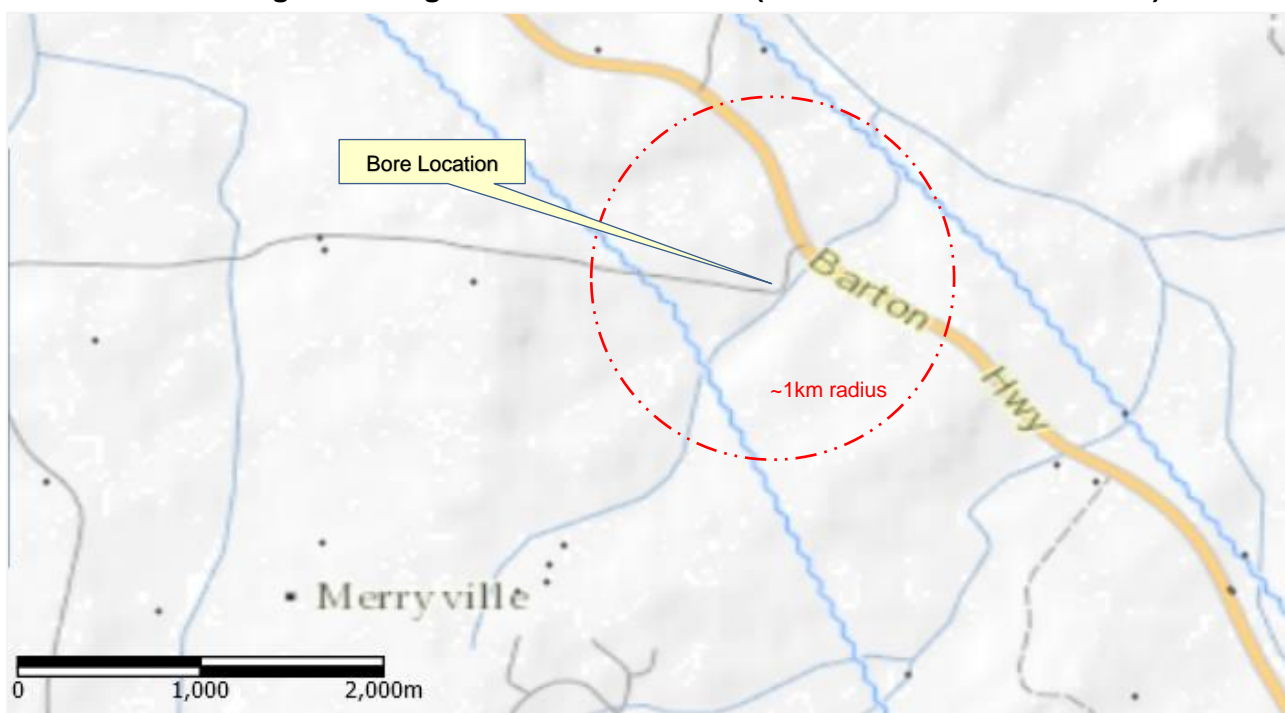 Bore Location
Barton
Hwy
~1km radius
Merryville
0 1,000 2,000m